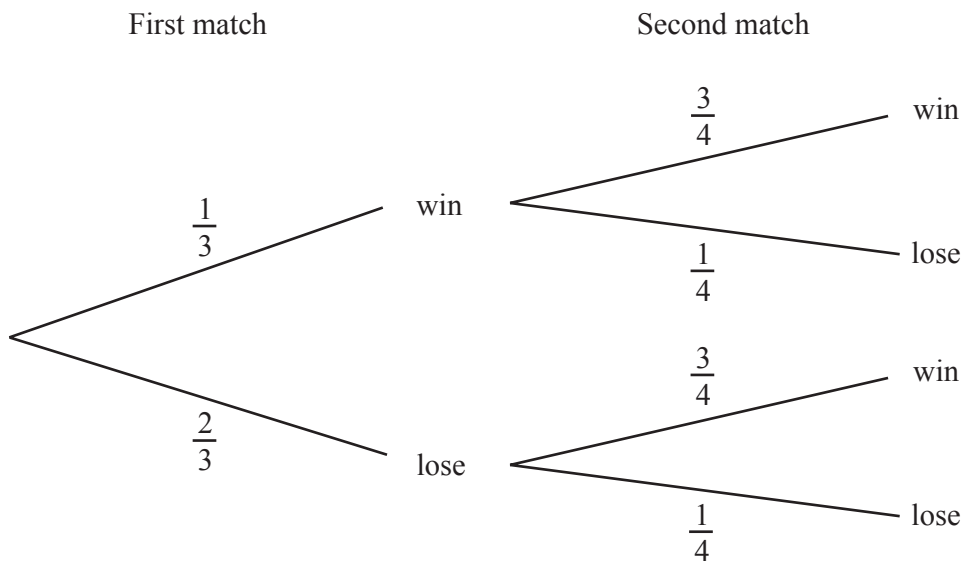 First match Second match
3/4
win
1/3
win
1/4
lose
3/4
win
2/3
lose
1/4
lose